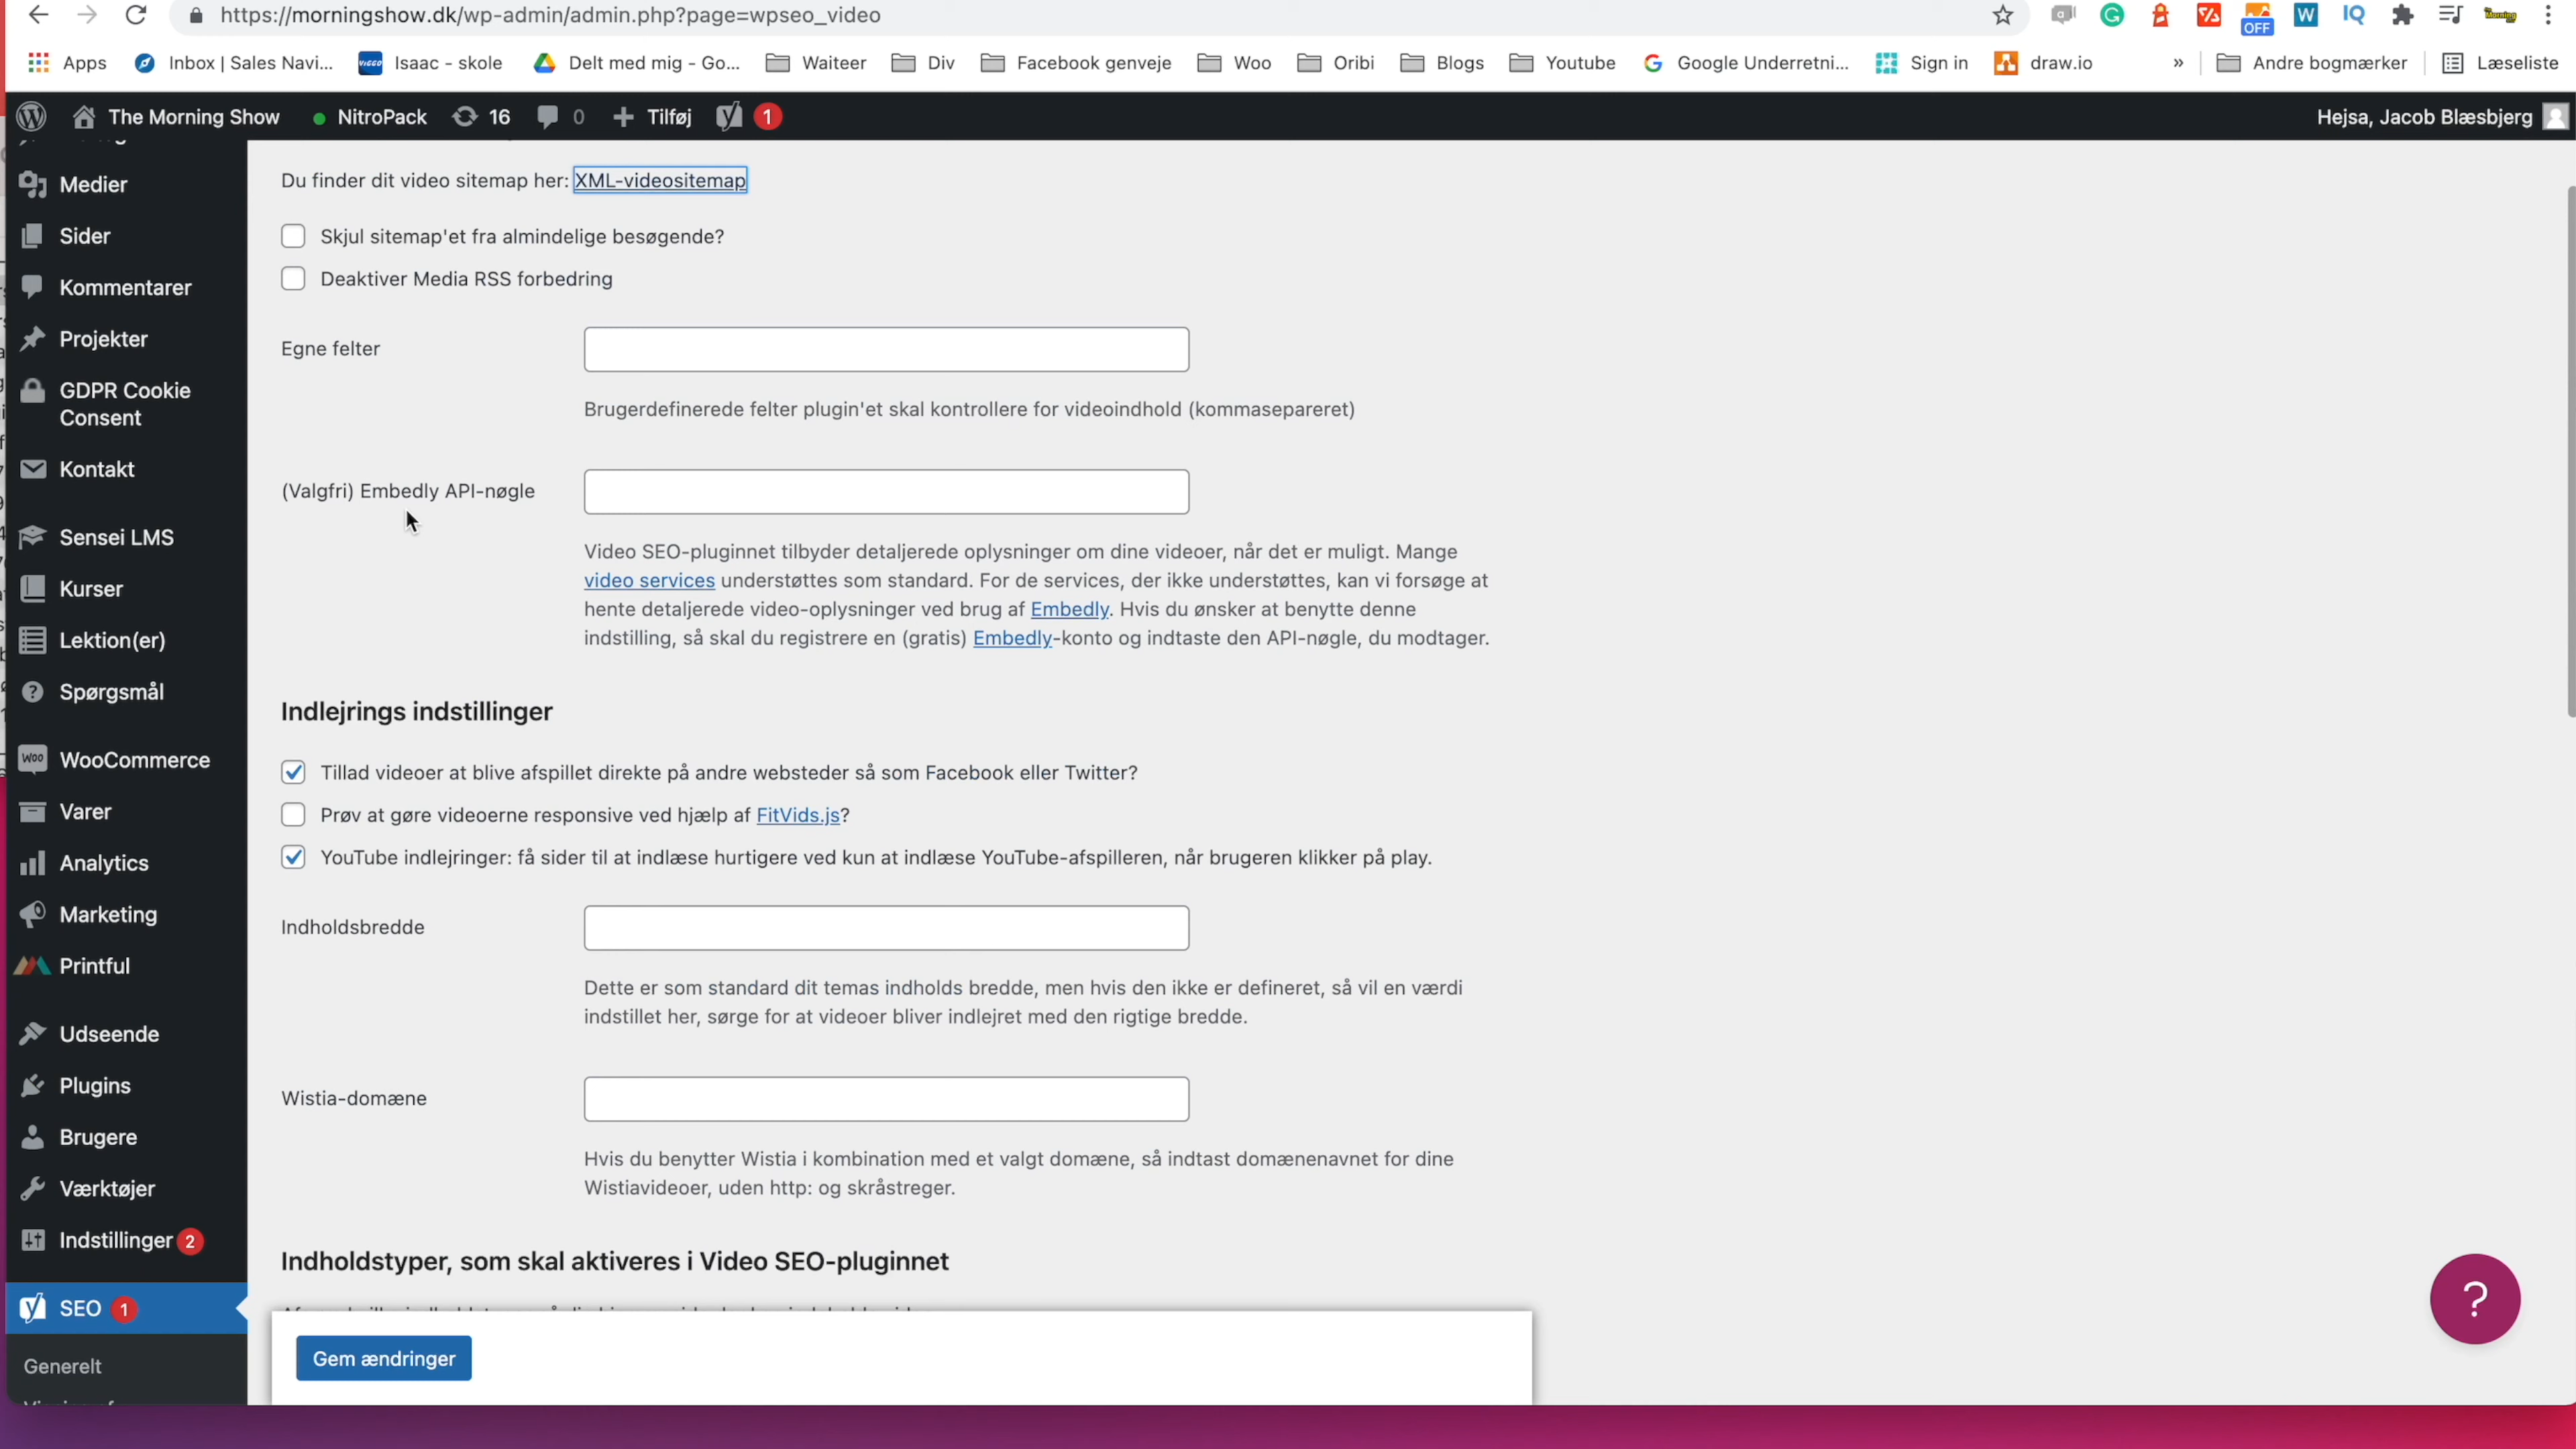 https://morningshow.dk/wp-admin/admin.php?page=wpseo_video
OFF
W
IQ
Morning
Apps
Inbox | Sales Navi...
VIGGO
Isaac - skole
Delt med mig - Go...
Waiteer
Div
Facebook genveje
Woo
Oribi
Blogs
Youtube
Google Underretni...
Sign in
draw.io
»
Andre bogmærker
Læseliste
The Morning Show
NitroPack
16
0
Tilføj
1
Hejsa, Jacob Blæsbjerg
Medier
Sider
Kommentarer
Projekter
GDPR Cookie
Consent
Kontakt
Sensei LMS
Kurser
Lektion(er)
Spørgsmål
WOO
WooCommerce
Varer
Analytics
Marketing
Printful
Udseende
Plugins
Brugere
Værktøjer
Indstillinger 2
SEO 1
Generelt
Du finder dit video sitemap her: XML-videositemap
Skjul sitemap'et fra almindelige besøgende?
Deaktiver Media RSS forbedring
Egne felter
Brugerdefinerede felter plugin'et skal kontrollere for videoindhold (kommasepareret)
(Valgfri) Embedly API-nøgle
Video SEO-pluginnet tilbyder detaljerede oplysninger om dine videoer, når det er muligt. Mange
video services understøttes som standard. For de services, der ikke understøttes, kan vi forsøge at
hente detaljerede video-oplysninger ved brug af Embedly. Hvis du ønsker at benytte denne
indstilling, så skal du registrere en (gratis) Embedly-konto og indtaste den API-nøgle, du modtager.
Indlejrings indstillinger
Tillad videoer at blive afspillet direkte på andre websteder så som Facebook eller Twitter?
Prøv at gøre videoerne responsive ved hjælp af FitVids.js?
YouTube indlejringer: få sider til at indlæse hurtigere ved kun at indlæse YouTube-afspilleren, når brugeren klikker på play.
Indholdsbredde
Dette er som standard dit temas indholds bredde, men hvis den ikke er defineret, så vil en værdi
indstillet her, sørge for at videoer bliver indlejret med den rigtige bredde.
Wistia-domæne
Hvis du benytter Wistia i kombination med et valgt domæne, så indtast domænenavnet for dine
Wistiavideoer, uden http: og skråstreger.
Indholdstyper, som skal aktiveres i Video SEO-pluginnet
Gem ændringer
?